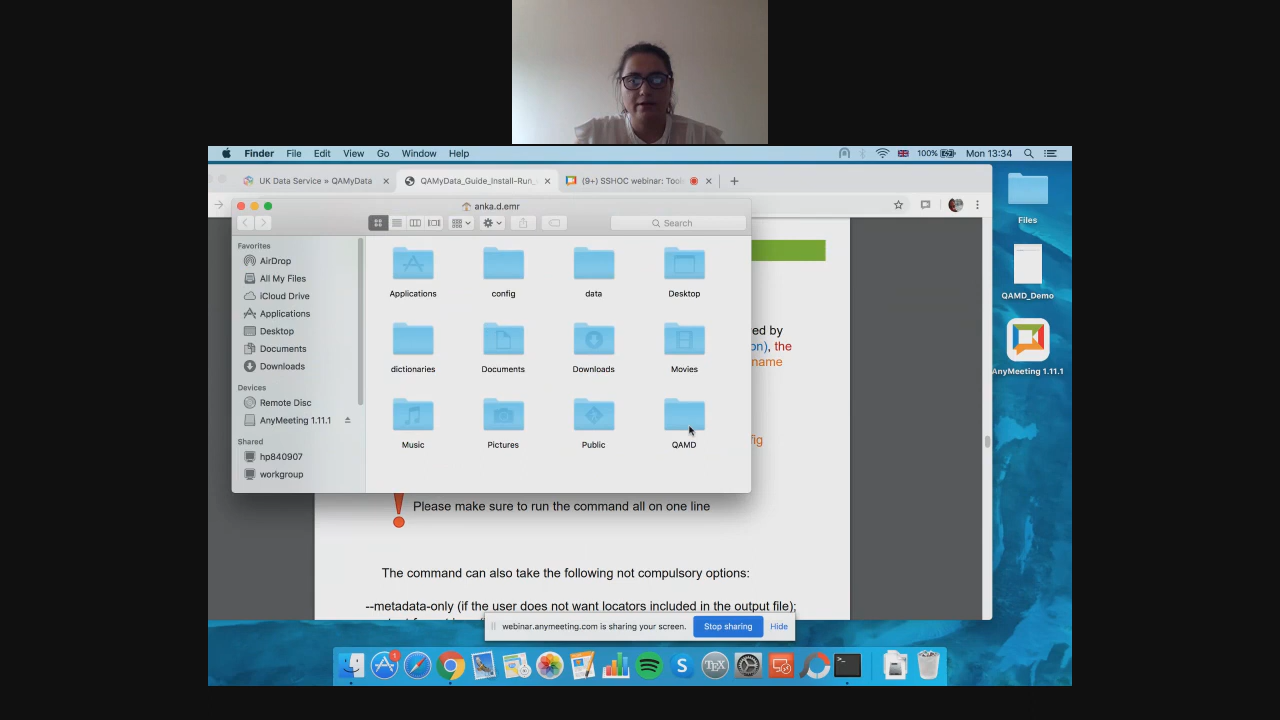 Finder File Edit View Go Window Help 100% Mon 13:34
UK Data Service » QAMyData
QAMyData_Guide_Install-Run_
(9+) SSHOC webinar: Tool
anka.d.emr
Search
Favorites
AirDrop
All My Files
iCloud Drive
Applications
Desktop
Documents
Downloads
Devices
Remote Disc
AnyMeeting 1.11.1
Shared
hp840907
workgroup
Applications config data Desktop
dictionaries Documents Downloads Movies
Music Pictures Public QAMD
Files
QAMD_Demo
AnyMeeting 1.11.1
ed by
on), the
name
fig
Please make sure to run the command all on one line
The command can also take the following not compulsory options:
--metadata-only (if the user does not want locators included in the output file);
webinar.anymeeting.com is sharing your screen. Stop sharing Hide
1
TEX